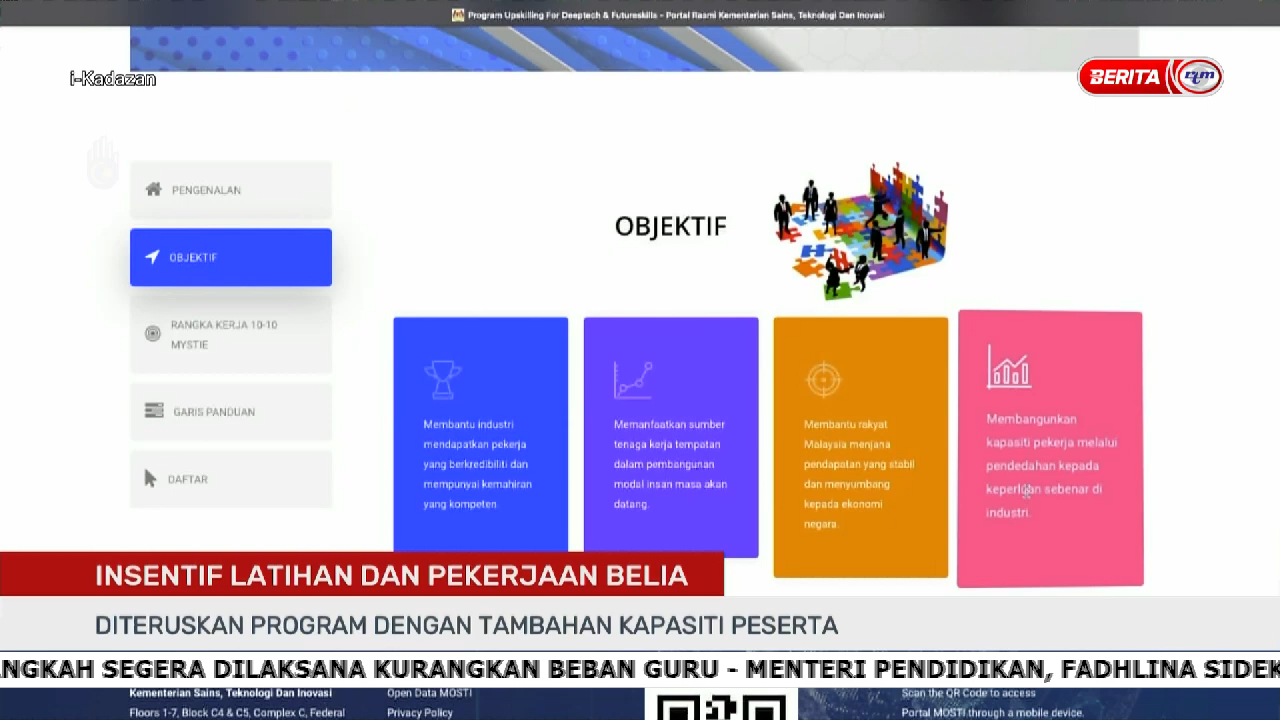 Program Upskilling For Deeptech & Futureskills - Portal Rasmi Kementerian Sains, Teknologi Dan Inovasi
i-Kadazan
BERITA rtm
PENGENALAN
OBJEKTIF
RANGKA KERJA 10-10
MYSTIE
GARIS PANDUAN
DAFTAR
OBJEKTIF
Membantu industri
mendapatkan pekerja
yang berkredibiliti dan
mempunyai kemahiran
yang kompeten.
Memanfaatkan sumber
tenaga kerja tempatan
dalam pembangunan
modal insan masa akan
datang.
Membantu rakyat
Malaysia menjana
pendapatan yang stabil
dan menyumbang
kepada ekonomi
negara.
Membangunkan
kapasiti pekerja melalui
pendedahan kepada
keperluan sebenar di
industri.
INSENTIF LATIHAN DAN PEKERJAAN BELIA
DITERUSKAN PROGRAM DENGAN TAMBAHAN KAPASITI PESERTA
ANGKAH SEGERA DILAKSANA KURANGKAN BEBAN GURU - MENTERI PENDIDIKAN, FADHLINA SIDEK
Kementerian Sains, Teknologi Dan Inovasi
Floors 1-7, Block C4 & C5, Complex C, Federal
Open Data MOSTI
Privacy Policy
Scan the QR Code to access
Portal MOSTI through a mobile device.